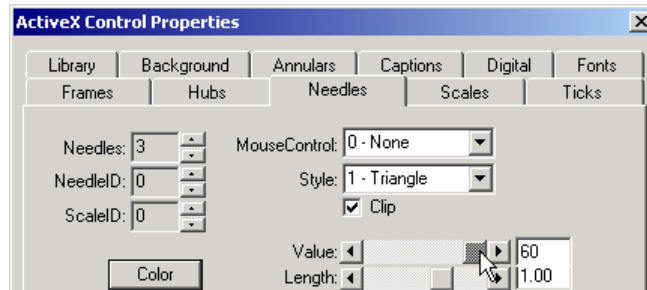 ActiveX Control Properties
Library Background Annulars Captions Digital Fonts
Frames Hubs Needles Scales Ticks
Needles: 3 MouseControl: 0 - None
NeedleID: 0 Style: 1 - Triangle
ScaleID: 0 Clip
Value: 60
Color Length: 1.00